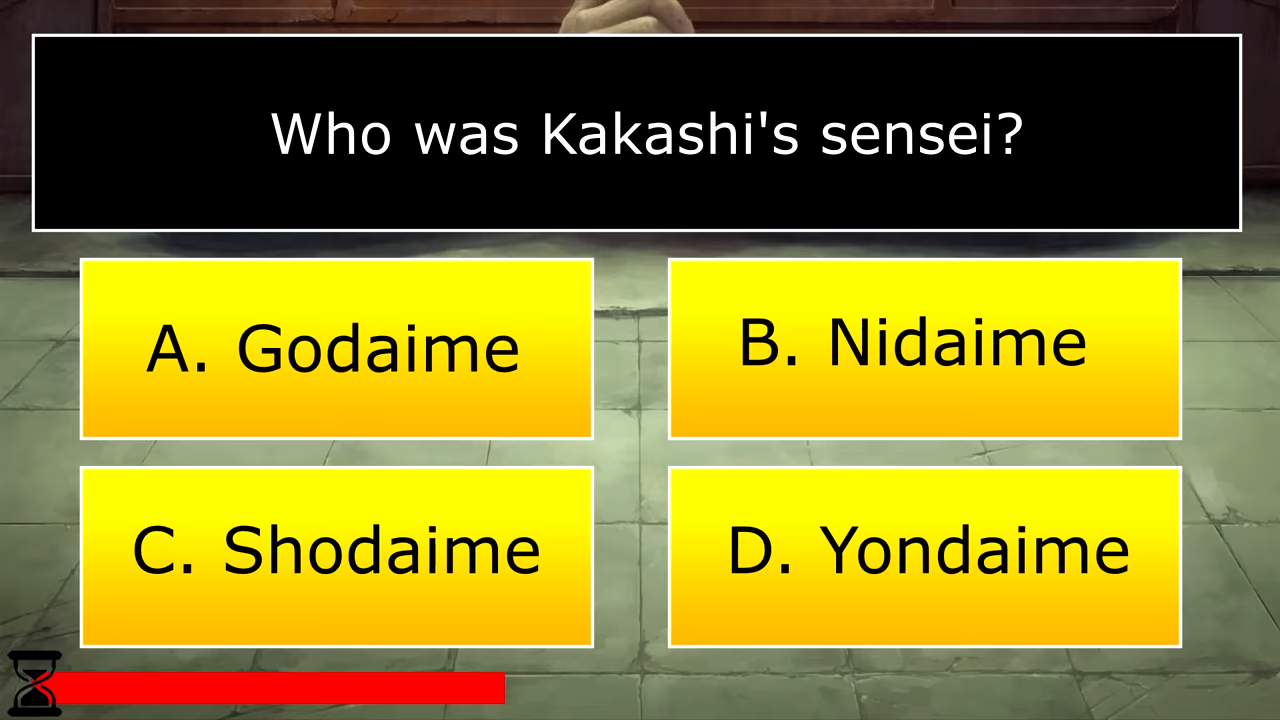 Who was Kakashi's sensei?
A. Godaime
B. Nidaime
C. Shodaime
D. Yondaime